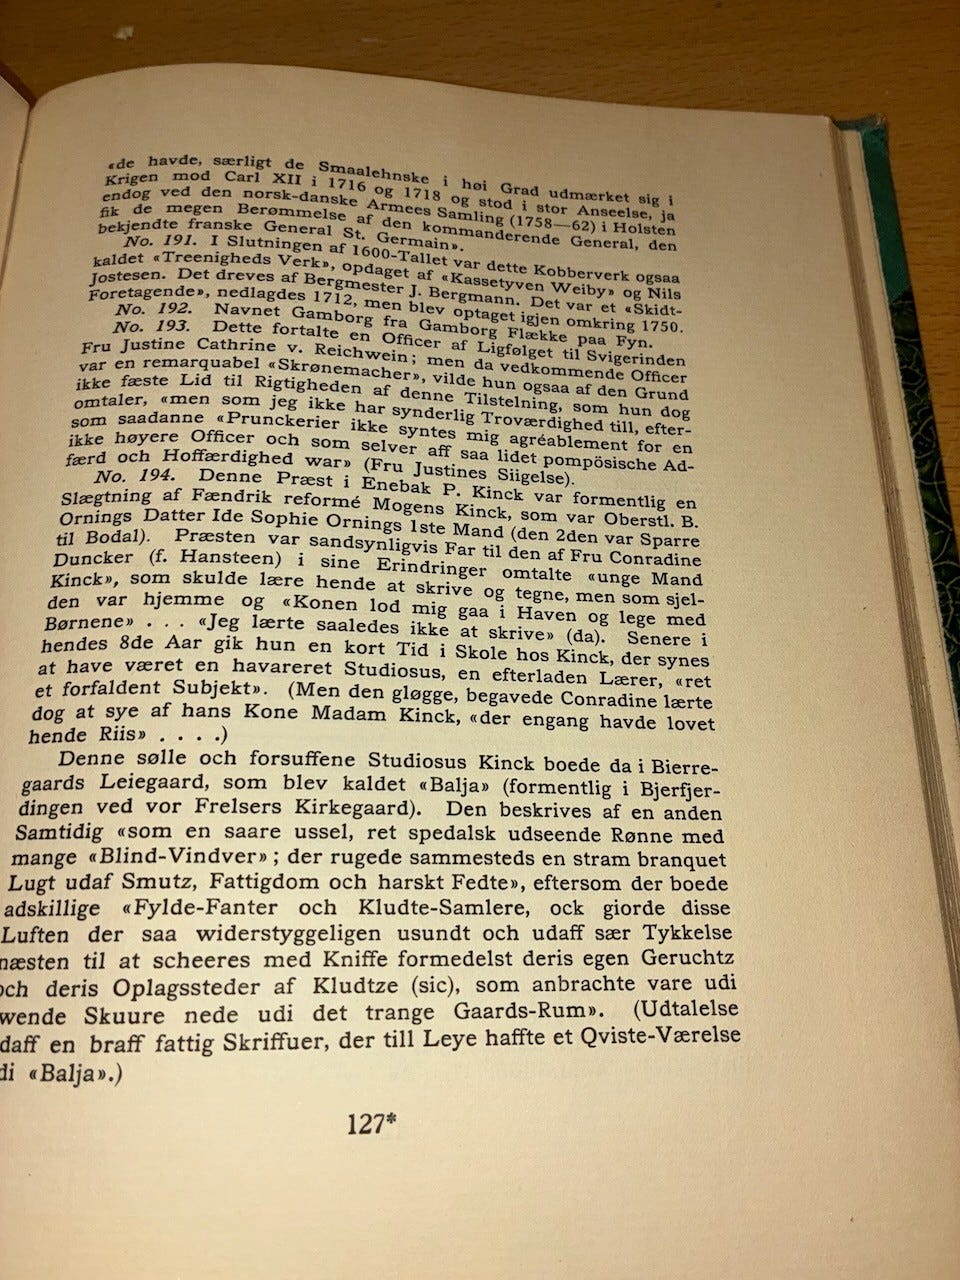 «de havde, særligt de Smaalehnske i høi Grad udmærket sig i
Krigen mod Carl XII i 1716 og 1718 og stod i stor Anseelse, ja
endog ved den norsk-danske Armees Samling (1758—62) i Holsten
fik de megen Berømmelse af den kommanderende General, den
bekjendte franske General St. Germain».
No. 191. I Slutningen af 1600-Tallet var dette Kobberverk ogsaa
kaldet «Treenigheds Verk», opdaget af «Kassetyven Weiby» og Nils
Jostesen. Det dreves af Bergmester J. Bergmann. Det var et «Skidt-
Foretagende», nedlagdes 1712, men blev optaget igjen omkring 1750.
No. 192. Navnet Gamborg fra Gamborg Flække paa Fyn.
No. 193. Dette fortalte en Officer af Ligfølget til Svigerinden
Fru Justine Cathrine v. Reichwein; men da vedkommende Officer
var en remarquabel «Skrønemacher», vilde hun ogsaa af den Grund
ikke fæste Lid til Rigtigheden af denne Tilstelning, som hun dog
omtaler, «men som jeg ikke har synderlig Troværdighed till, efter-
som saadanne «Prunckerier ikke syntes mig agréablement for en
ikke høyere Officer och som selver aff saa lidet pompösische Ad-
færd och Hoffærdighed war» (Fru Justines Siigelse).
No. 194. Denne Præst i Enebak P. Kinck var formentlig en
Slægtning af Fændrik reformé Mogens Kinck, som var Oberstl. B.
Ornings Datter Ide Sophie Ornings 1ste Mand (den 2den var Sparre
til Bodal). Præsten var sandsynligvis Far til den af Fru Conradine
Duncker (f. Hansteen) i sine Erindringer omtalte «unge Mand
Kinck», som skulde lære hende at skrive og tegne, men som sjel-
den var hjemme og «Konen lod mig gaa i Haven og lege med
Børnene» . . . «Jeg lærte saaledes ikke at skrive» (da). Senere i
hendes 8de Aar gik hun en kort Tid i Skole hos Kinck, der synes
at have været en havareret Studiosus, en efterladen Lærer, «ret
et forfaldent Subjekt». (Men den gløgge, begavede Conradine lærte
dog at sye af hans Kone Madam Kinck, «der engang havde lovet
hende Riis» . . . .)
Denne sølle och forsuffene Studiosus Kinck boede da i Bierre-
gaards Leiegaard, som blev kaldet «Balja» (formentlig i Bjerfjer-
dingen ved vor Frelsers Kirkegaard). Den beskrives af en anden
Samtidig «som en saare ussel, ret spedalsk udseende Rønne med
mange «Blind-Vindver»; der rugede sammesteds en stram branquet
Lugt udaf Smutz, Fattigdom och harskt Fedte», eftersom der boede
adskillige «Fylde-Fanter och Kludte-Samlere, ock giorde disse
Luften der saa widerstyggeligen usundt och udaff sær Tykkelse
næsten til at scheeres med Kniffe formedelst deris egen Geruchtz
och deris Oplagssteder af Kludtze (sic), som anbrachte vare udi
wende Skuure nede udi det trange Gaards-Rum». (Udtalelse
daff en braff fattig Skriffuer, der till Leye haffte et Qviste-Værelse
di «Balja».)
127*